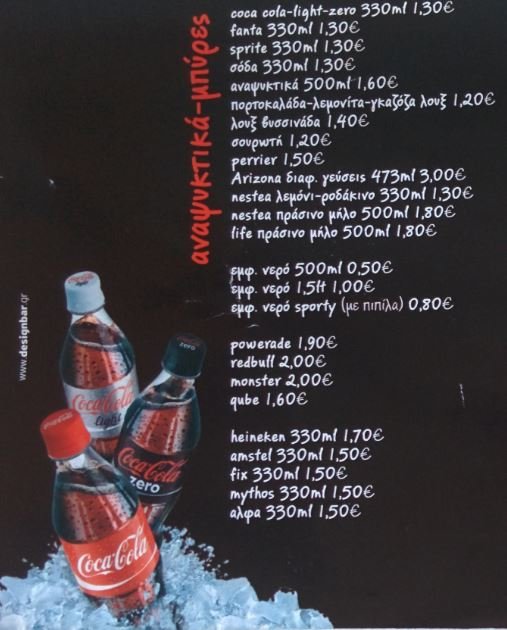 αναψυκτικά-μπύρες
coca cola-light-zero 330ml 1,30€
fanta 330ml 1,30€
sprite 330ml 1,30€
σόδα 330ml 1,30€
αναψυκτικά 500ml 1,60€
πορτοκαλάδα-λεμονίτα-γκαζόζα λουξ 1,20€
λουξ βυσσινάδα 1,40€
σουρωτή 1,20€
perrier 1,50€
Arizona διαφ. γεύσεις 473ml 3,00€
nestea λεμόνι-ροδάκινο 330ml 1,30€
nestea πράσινο μήλο 500ml 1,80€
life πράσινο μήλο 500ml 1,80€
εμφ. νερό 500ml 0,50€
εμφ. νερό 1,5lt 1,00€
εμφ. νερό sporty (με πιπίλα) 0,80€
powerade 1,90€
redbull 2,00€
monster 2,00€
qube 1,60€
heineken 330ml 1,70€
amstel 330ml 1,50€
fix 330ml 1,50€
mythos 330ml 1,50€
αλφα 330ml 1,50€
www.designbar.gr
Coca-Cola
light
zero
Coca-Cola
zero
Coca-Cola